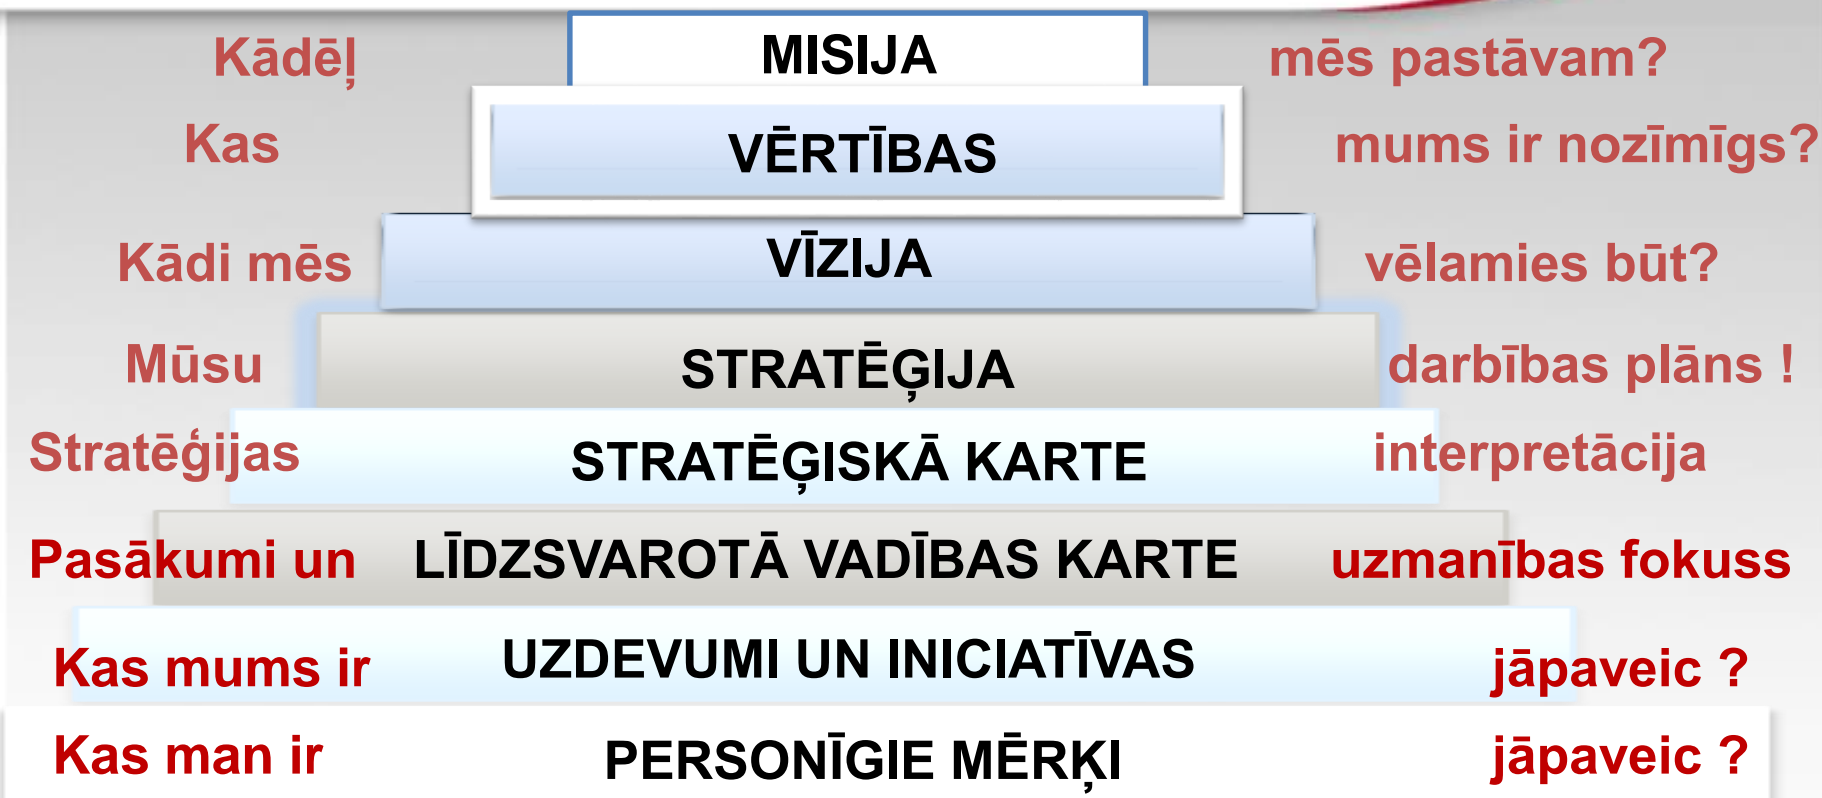 Kādēļ MISIJA mēs pastāvam?
Kas VĒRTĪBAS mums ir nozīmīgs?
Kādi mēs VĪZIJA vēlamies būt?
Mūsu STRATĒĢIJA darbības plāns !
Stratēģijas STRATĒĢISKĀ KARTE interpretācija
Pasākumi un LĪDZSVAROTĀ VADĪBAS KARTE uzmanības fokuss
Kas mums ir UZDEVUMI UN INICIATĪVAS jāpaveic ?
Kas man ir PERSONĪGIE MĒRĶI jāpaveic ?